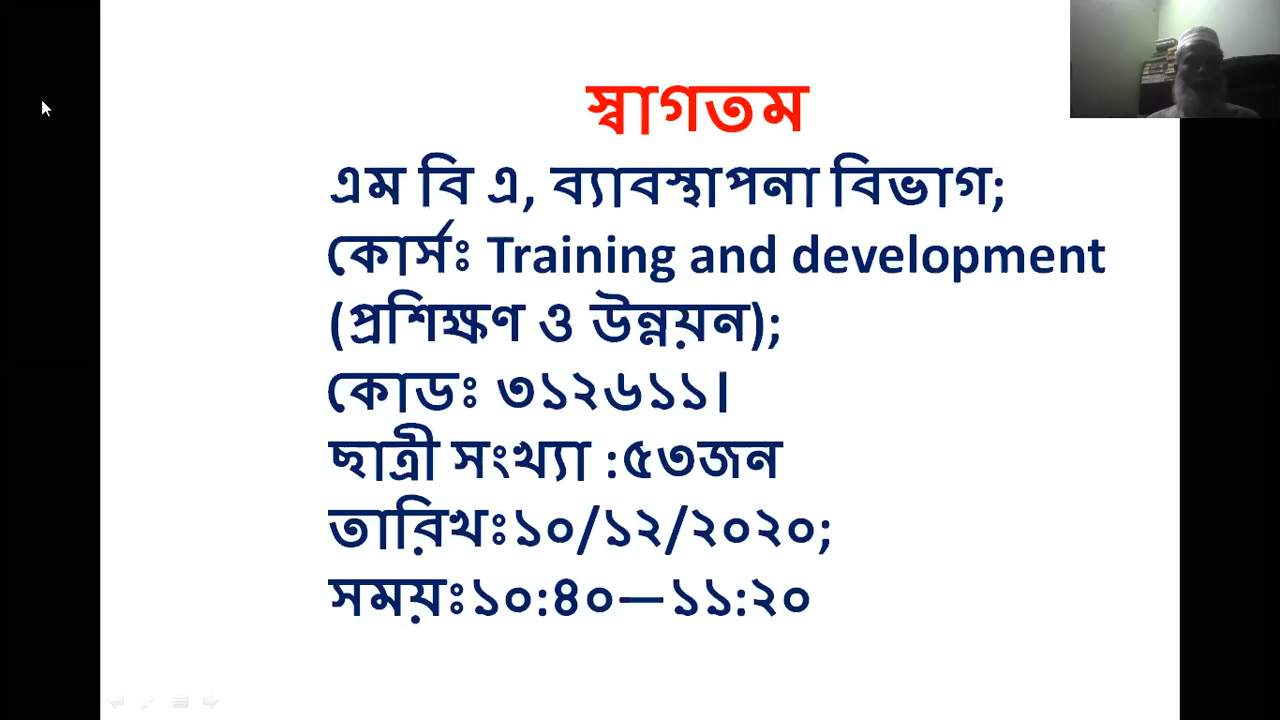 স্বাগতম
এম বি এ, ব্যাবস্থাপনা বিভাগ;
কোর্সঃ Training and development
(প্রশিক্ষণ ও উন্নয়ন);
কোডঃ ৩১২৬১১।
ছাত্রী সংখ্যা :৫৩জন
তারিখঃ১০/১২/২০২০;
সময়ঃ১০:৪০—১১:২০